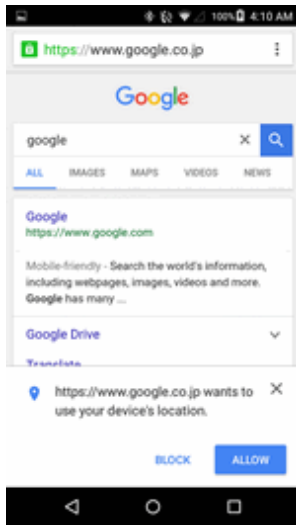 100% 4:10 AM
https://www.google.co.jp
Google
google
ALL IMAGES MAPS VIDEOS NEWS
Google
https://www.google.com
Mobile-friendly - Search the world's information,
including webpages, images, videos and more.
Google has many ...
Google Drive
Translate
https://www.google.co.jp wants to
use your device's location.
BLOCK ALLOW